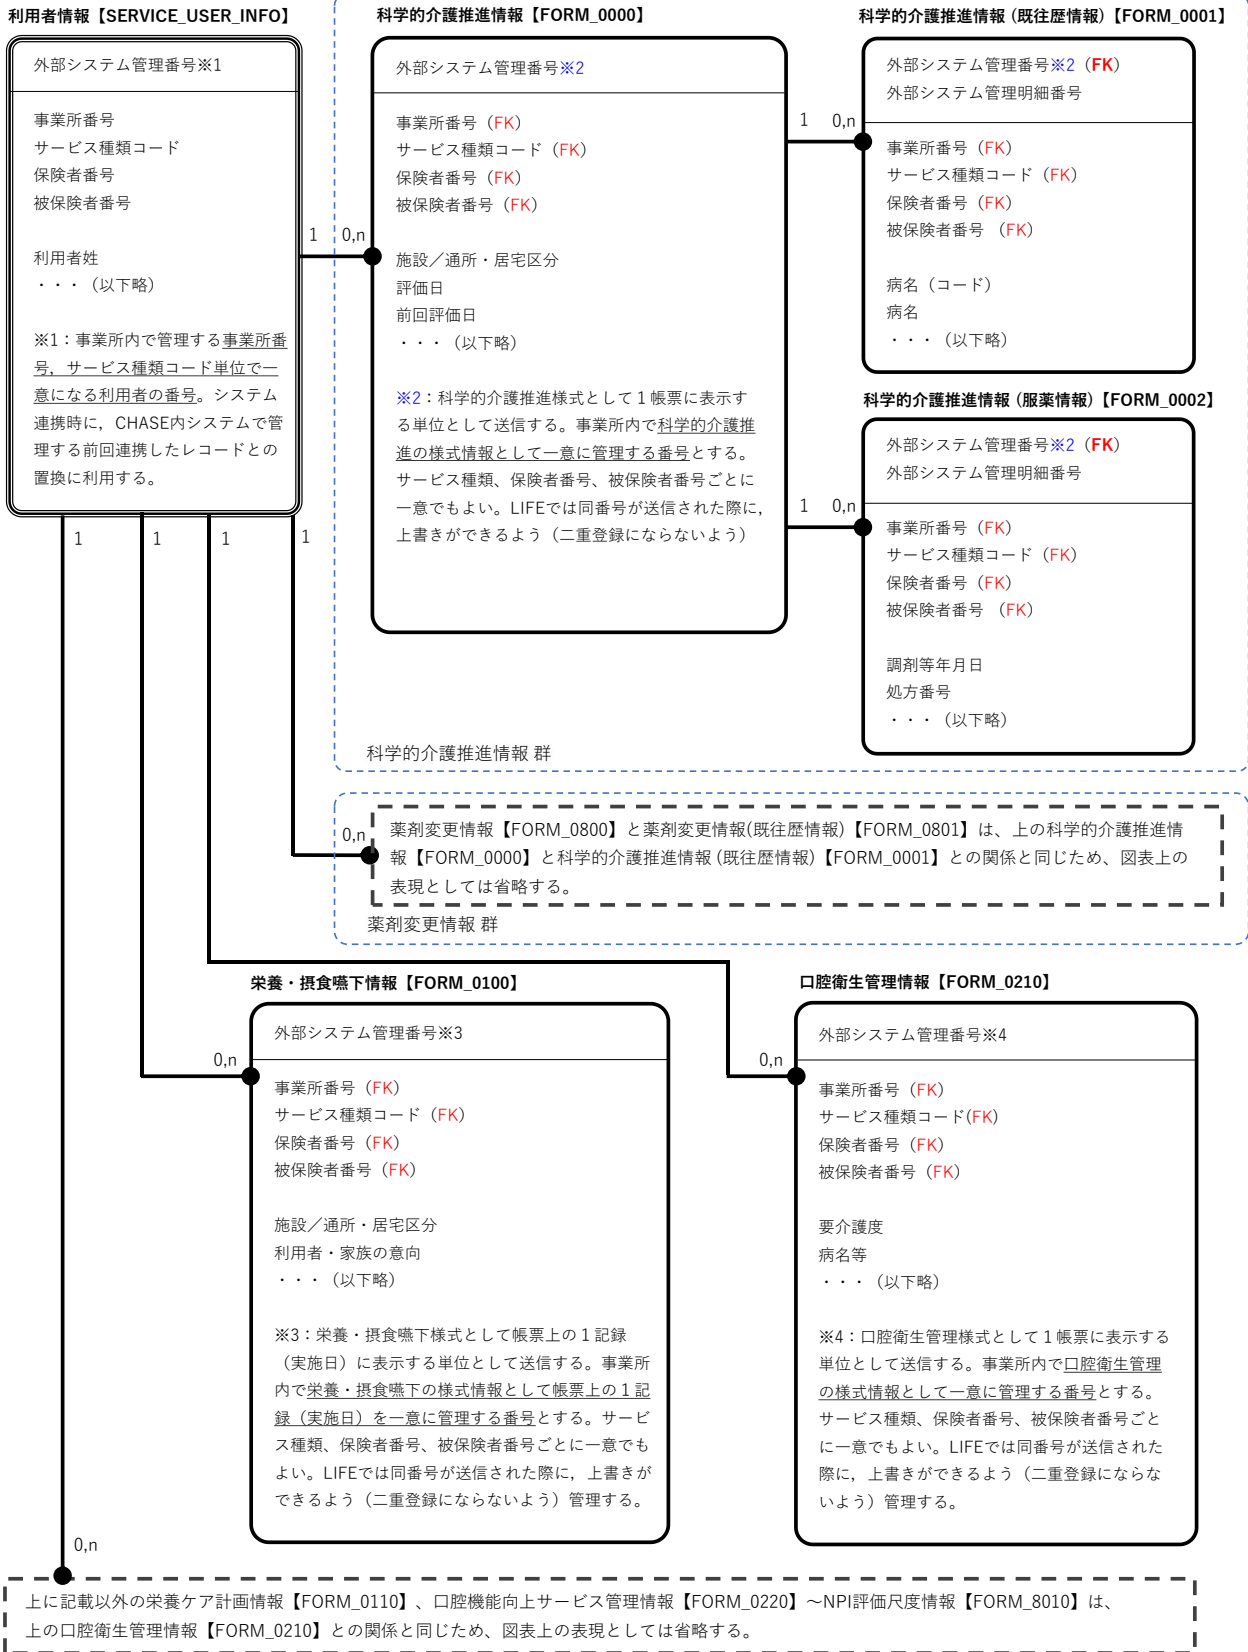 利用者情報【SERVICE_USER_INFO】
外部システム管理番号※1
事業所番号
サービス種類コード
保険者番号
被保険者番号
利用者姓
・・・（以下略）
※1：事業所内で管理する事業所番
号，サービス種類コード単位で一
意になる利用者の番号。システム
連携時に，CHASE内システムで管
理する前回連携したレコードとの
置換に利用する。
1 0,n
科学的介護推進情報【FORM_0000】
外部システム管理番号※2
事業所番号（FK）
サービス種類コード（FK）
保険者番号（FK）
被保険者番号（FK）
施設／通所・居宅区分
評価日
前回評価日
・・・（以下略）
※2：科学的介護推進様式として１帳票に表示す
る単位として送信する。事業所内で科学的介護推
進の様式情報として一意に管理する番号とする。
サービス種類、保険者番号、被保険者番号ごとに
一意でもよい。LIFEでは同番号が送信された際に，
上書きができるよう（二重登録にならないよう）
1 0,n
科学的介護推進情報 (既往歴情報)【FORM_0001】
外部システム管理番号※2（FK）
外部システム管理明細番号
事業所番号（FK）
サービス種類コード（FK）
保険者番号（FK）
被保険者番号 （FK）
病名（コード）
病名
・・・（以下略）
1 0,n
科学的介護推進情報 (服薬情報)【FORM_0002】
外部システム管理番号※2（FK）
外部システム管理明細番号
事業所番号（FK）
サービス種類コード（FK）
保険者番号（FK）
被保険者番号 （FK）
調剤等年月日
処方番号
・・・（以下略）
科学的介護推進情報 群
1
1
1
1
0,n
薬剤変更情報【FORM_0800】と薬剤変更情報(既往歴情報)【FORM_0801】は、上の科学的介護推進情
報【FORM_0000】と科学的介護推進情報 (既往歴情報)【FORM_0001】との関係と同じため、図表上の
表現としては省略する。
薬剤変更情報 群
0,n
栄養・摂食嚥下情報【FORM_0100】
外部システム管理番号※3
事業所番号（FK）
サービス種類コード（FK）
保険者番号（FK）
被保険者番号（FK）
施設／通所・居宅区分
利用者・家族の意向
・・・（以下略）
※3：栄養・摂食嚥下様式として帳票上の１記録
（実施日）に表示する単位として送信する。事業所
内で栄養・摂食嚥下の様式情報として帳票上の１記
録（実施日）を一意に管理する番号とする。サービ
ス種類、保険者番号、被保険者番号ごとに一意でも
よい。LIFEでは同番号が送信された際に，上書きが
できるよう（二重登録にならないよう）管理する。
0,n
口腔衛生管理情報【FORM_0210】
外部システム管理番号※4
事業所番号（FK）
サービス種類コード(FK)
保険者番号（FK）
被保険者番号（FK）
要介護度
病名等
・・・（以下略）
※4：口腔衛生管理様式として１帳票に表示する
単位として送信する。事業所内で口腔衛生管理
の様式情報として一意に管理する番号とする。
サービス種類、保険者番号、被保険者番号ごと
に一意でもよい。LIFEでは同番号が送信された
際に，上書きができるよう（二重登録にならな
いよう）管理する。
0,n
上に記載以外の栄養ケア計画情報【FORM_0110】、口腔機能向上サービス管理情報【FORM_0220】～NPI評価尺度情報【FORM_8010】は、
上の口腔衛生管理情報【FORM_0210】との関係と同じため、図表上の表現としては省略する。